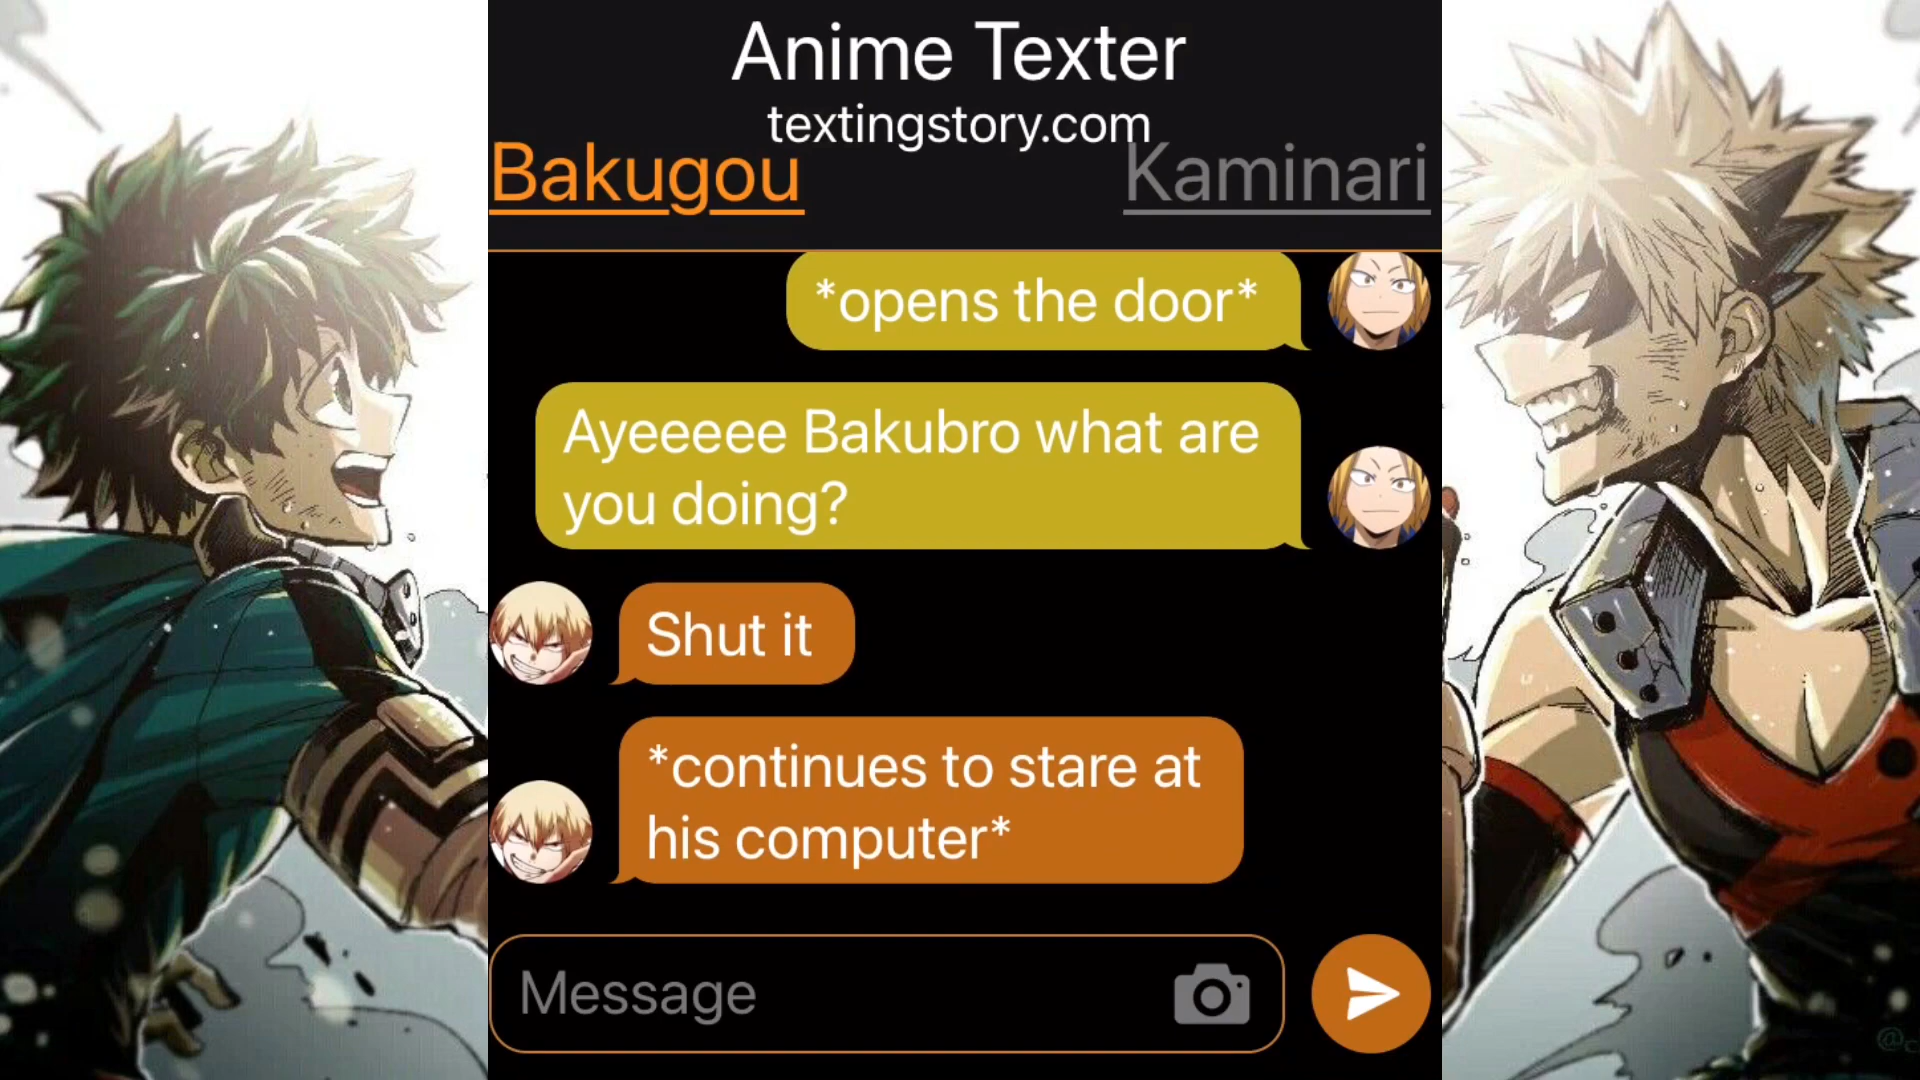 Anime Texter
textingstory.com
Bakugou
Kaminari
*opens the door*
Ayeeeee Bakubro what are
you doing?
Shut it
*continues to stare at
his computer*
Message